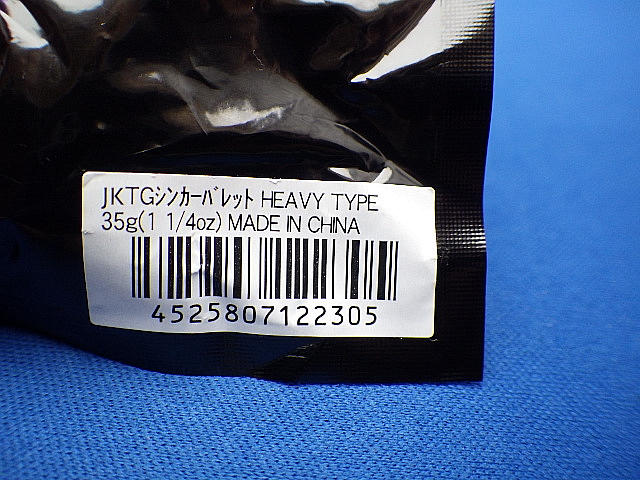 JKTGｼﾝｶｰﾊﾞﾚｯﾄ HEAVY TYPE
35g(1 1/4oz) MADE IN CHINA
4525807122305